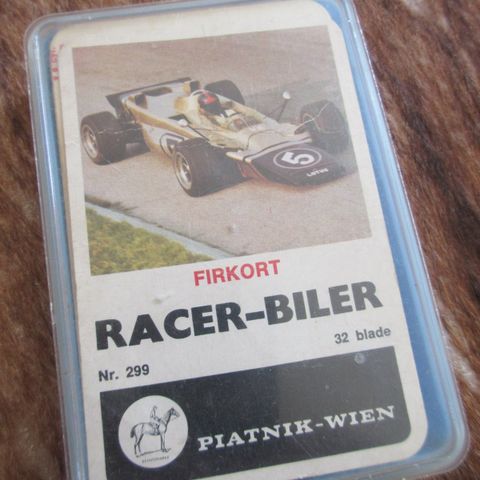 5
LOTUS
FIRKORT
RACER-BILER
Nr. 299
32 blade
PIATNIK-WIEN